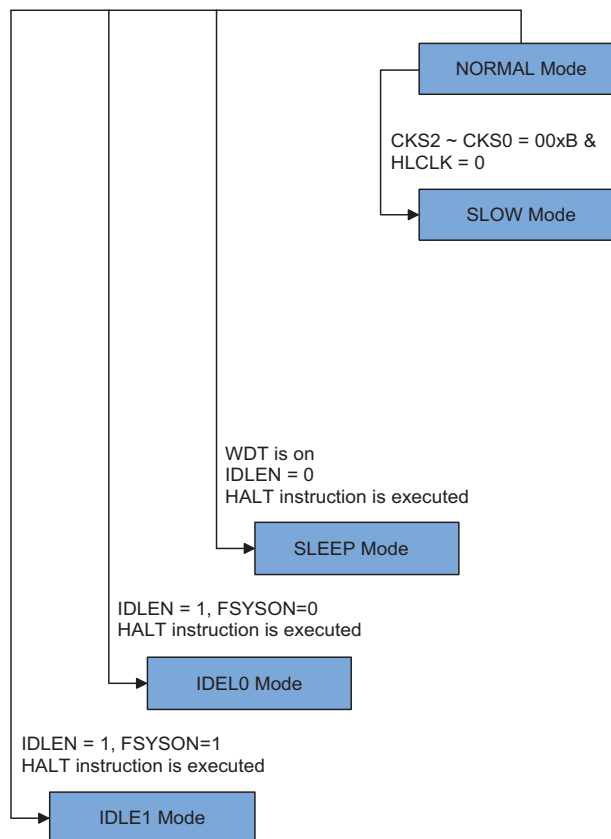 NORMAL Mode
CKS2 ~ CKS0 = 00xB &
HLCLK = 0
SLOW Mode
WDT is on
IDLEN = 0
HALT instruction is executed
SLEEP Mode
IDLEN = 1, FSYSON=0
HALT instruction is executed
IDEL0 Mode
IDLEN = 1, FSYSON=1
HALT instruction is executed
IDLE1 Mode